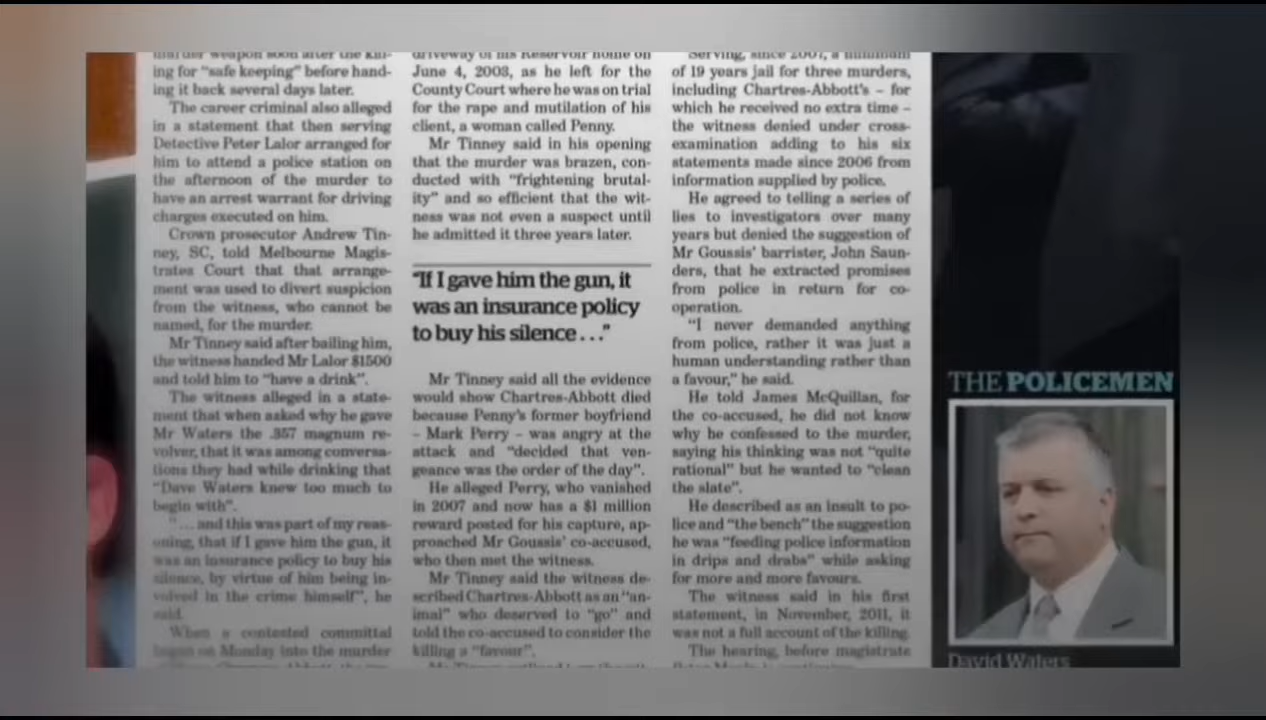 murder weapon soon after the kill-
ing for "safe keeping" before hand-
ing it back several days later.
The career criminal also alleged
in a statement that then serving
Detective Peter Lalor arranged for
him to attend a police station on
the afternoon of the murder to
have an arrest warrant for driving
charges executed on him.
Crown prosecutor Andrew Tin-
ney, SC, told Melbourne Magis-
trates Court that that arrange-
ment was used to divert suspicion
from the witness, who cannot be
named, for the murder.
Mr Tinney said after bailing him,
the witness handed Mr Lalor $1500
and told him to "have a drink".
The witness alleged in a state-
ment that when asked why he gave
Mr Waters the .357 magnum re-
volver, that it was among conversa-
tions they had while drinking that
"Dave Waters knew too much to
begin with".
"... and this was part of my reas-
oning, that if I gave him the gun, it
was an insurance policy to buy his
silence, by virtue of him being in-
volved in the crime himself", he
said.
When a contested committal
began on Monday into the murder
driveway of his Reservoir home on
June 4, 2003, as he left for the
County Court where he was on trial
for the rape and mutilation of his
client, a woman called Penny.
Mr Tinney said in his opening
that the murder was brazen, con-
ducted with "frightening brutal-
ity" and so efficient that the wit-
ness was not even a suspect until
he admitted it three years later.
"If I gave him the gun, it
was an insurance policy
to buy his silence ..."
Mr Tinney said all the evidence
would show Chartres-Abbott died
because Penny's former boyfriend
– Mark Perry – was angry at the
attack and "decided that ven-
geance was the order of the day".
He alleged Perry, who vanished
in 2007 and now has a $1 million
reward posted for his capture, ap-
proached Mr Goussis' co-accused,
who then met the witness.
Mr Tinney said the witness de-
scribed Chartres-Abbott as an "an-
imal" who deserved to "go" and
told the co-accused to consider the
killing a "favour".
Serving, since 2007, a minimum
of 19 years jail for three murders,
including Chartres-Abbott's – for
which he received no extra time –
the witness denied under cross-
examination adding to his six
statements made since 2006 from
information supplied by police.
He agreed to telling a series of
lies to investigators over many
years but denied the suggestion of
Mr Goussis' barrister, John Saun-
ders, that he extracted promises
from police in return for co-
operation.
"I never demanded anything
from police, rather it was just a
human understanding rather than
a favour," he said.
He told James McQuillan, for
the co-accused, he did not know
why he confessed to the murder,
saying his thinking was not "quite
rational" but he wanted to "clean
the slate".
He described as an insult to po-
lice and "the bench" the suggestion
he was "feeding police information
in drips and drabs" while asking
for more and more favours.
The witness said in his first
statement, in November, 2011, it
was not a full account of the killing.
The hearing, before magistrate
THE POLICEMEN
David Waters